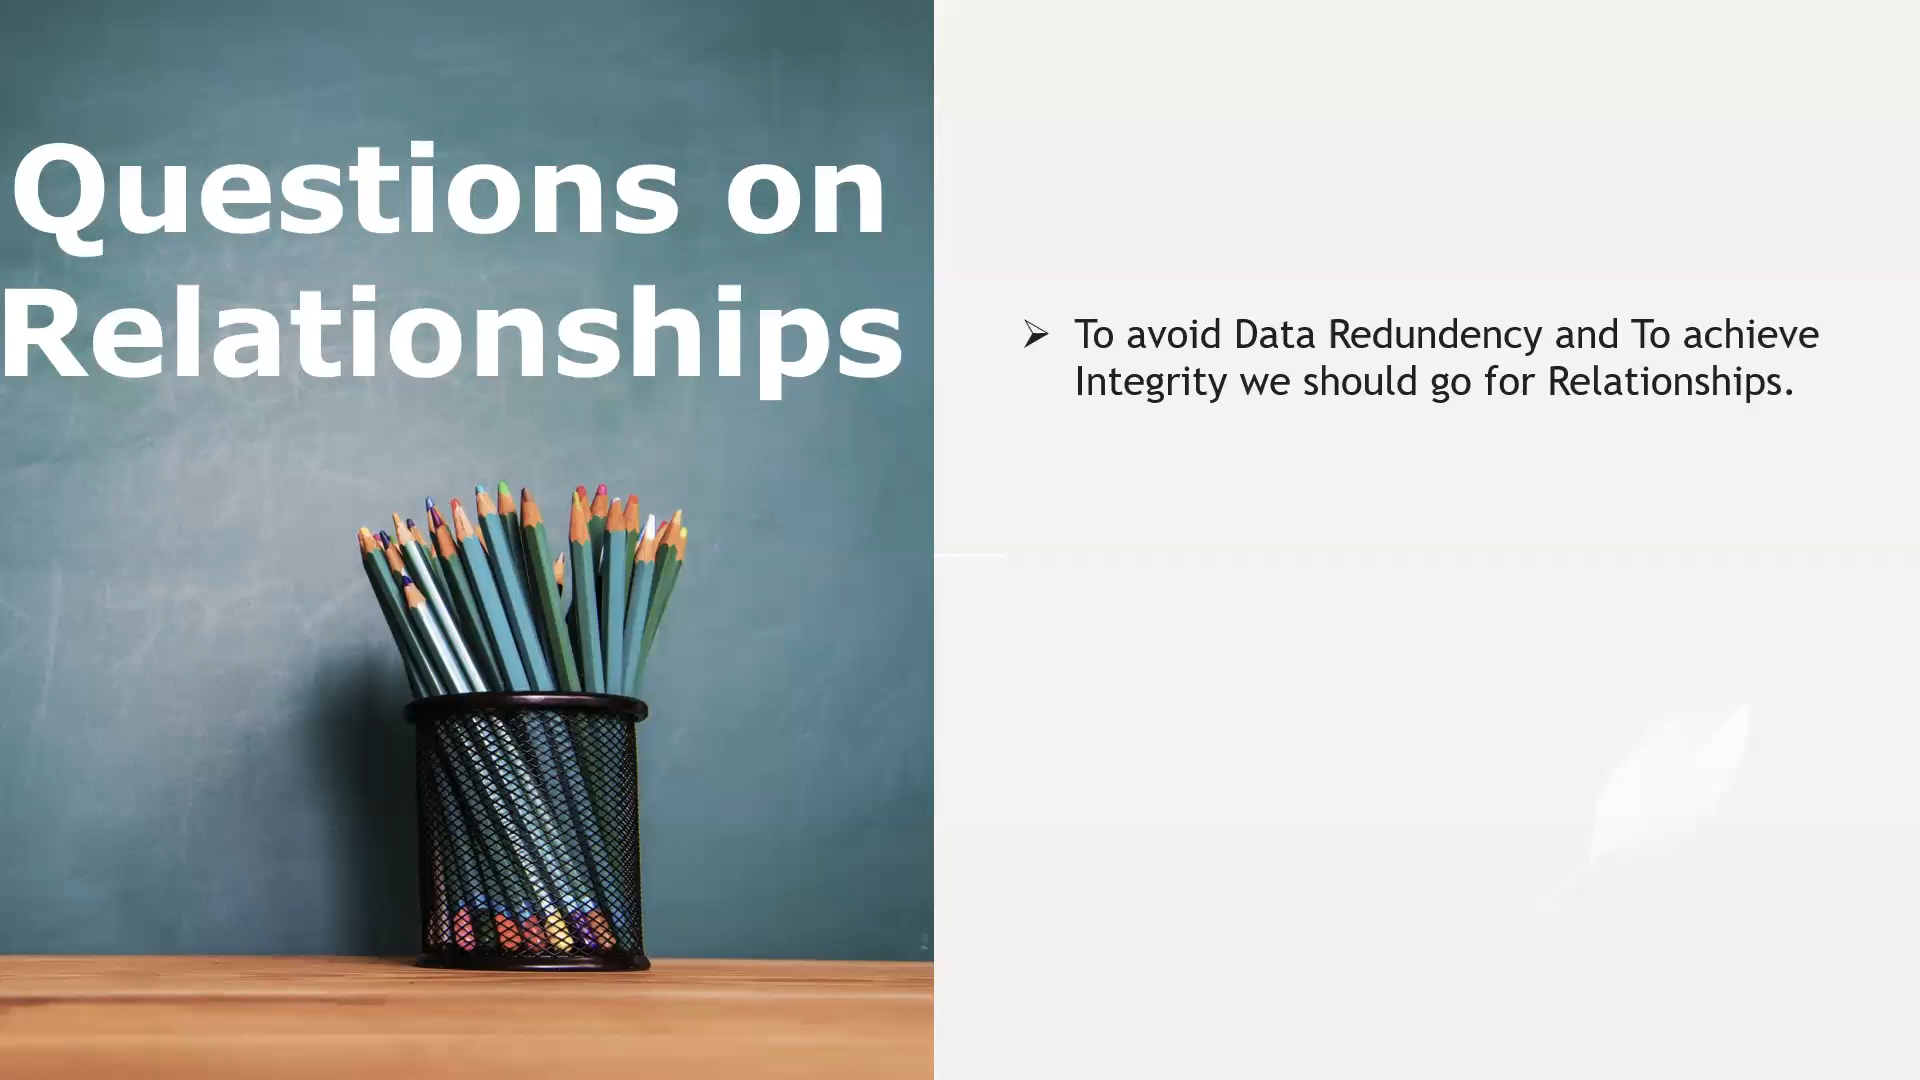 Questions on
Relationships
➢ To avoid Data Redundency and To achieve
Integrity we should go for Relationships.